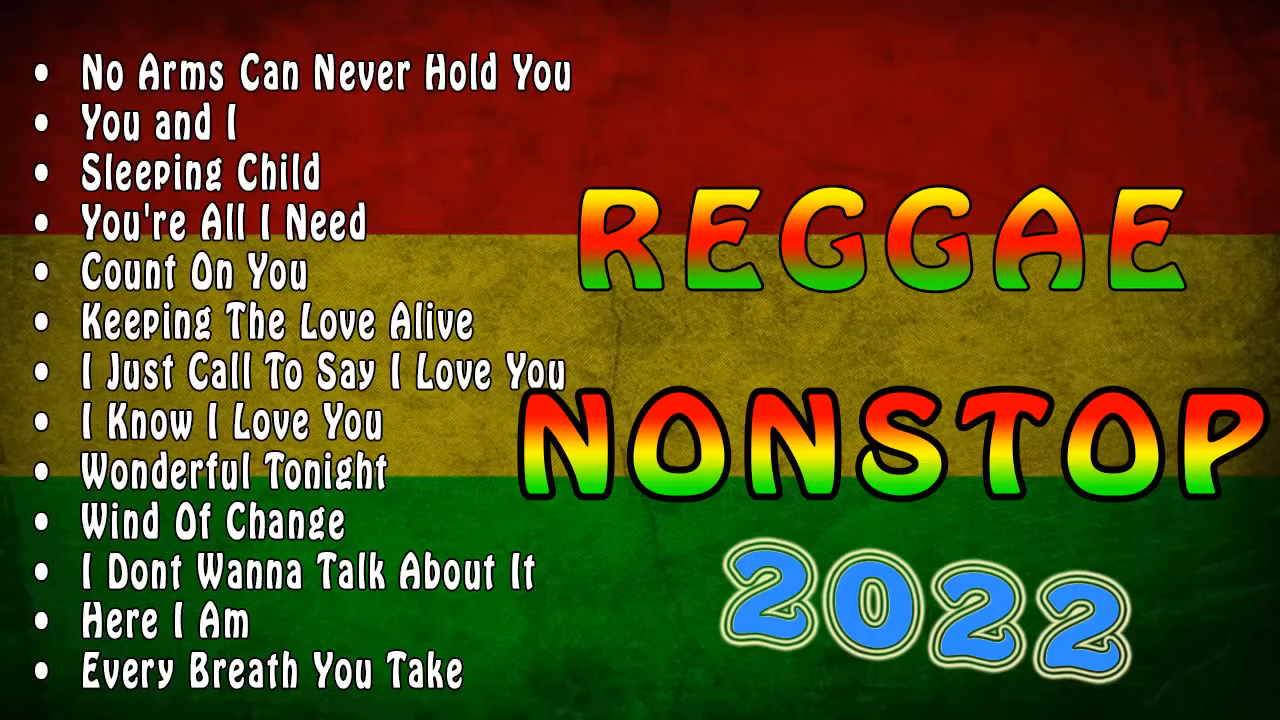 • No Arms Can Never Hold You
• You and I
• Sleeping Child
• You're All I Need
• Count On You
• Keeping The Love Alive
• I Just Call To Say I Love You
• I Know I Love You
• Wonderful Tonight
• Wind Of Change
• I Dont Wanna Talk About It
• Here I Am
• Every Breath You Take
REGGAE
NONSTOP
2022